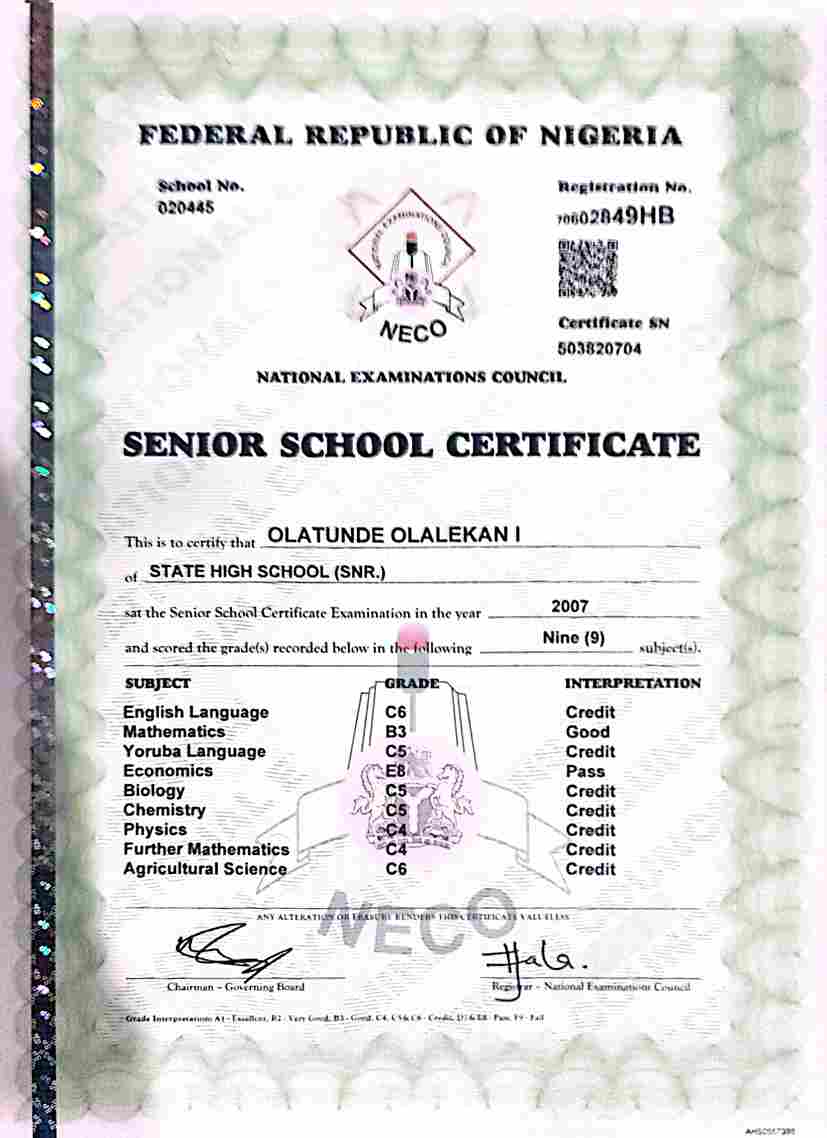 FEDERAL REPUBLIC OF NIGERIA
School No.
020445
Registration No.
70602849HB
NATIONAL EXAMINATIONS COUNCIL
NECO
Certificate SN
503820704
NATIONAL EXAMINATIONS COUNCIL
SENIOR SCHOOL CERTIFICATE
This is to certify that OLATUNDE OLALEKAN I
of STATE HIGH SCHOOL (SNR.)
sat the Senior School Certificate Examination in the year 2007
and scored the grade(s) recorded below in the following Nine (9) subject(s).
SUBJECT GRADE INTERPRETATION
English Language C6 Credit
Mathematics B3 Good
Yoruba Language C5 Credit
Economics E8 Pass
Biology C5 Credit
Chemistry C5 Credit
Physics C4 Credit
Further Mathematics C4 Credit
Agricultural Science C6 Credit
ANY ALTERATION OR ERASURE RENDERS THIS CERTIFICATE VALUELESS
NECO
Chairman - Governing Board
Registrar - National Examinations Council
Grade Interpretation: A1 - Excellent, B2 - Very Good, B3 - Good, C4, C5 & C6 - Credit, D7 & E8 - Pass, F9 - Fail